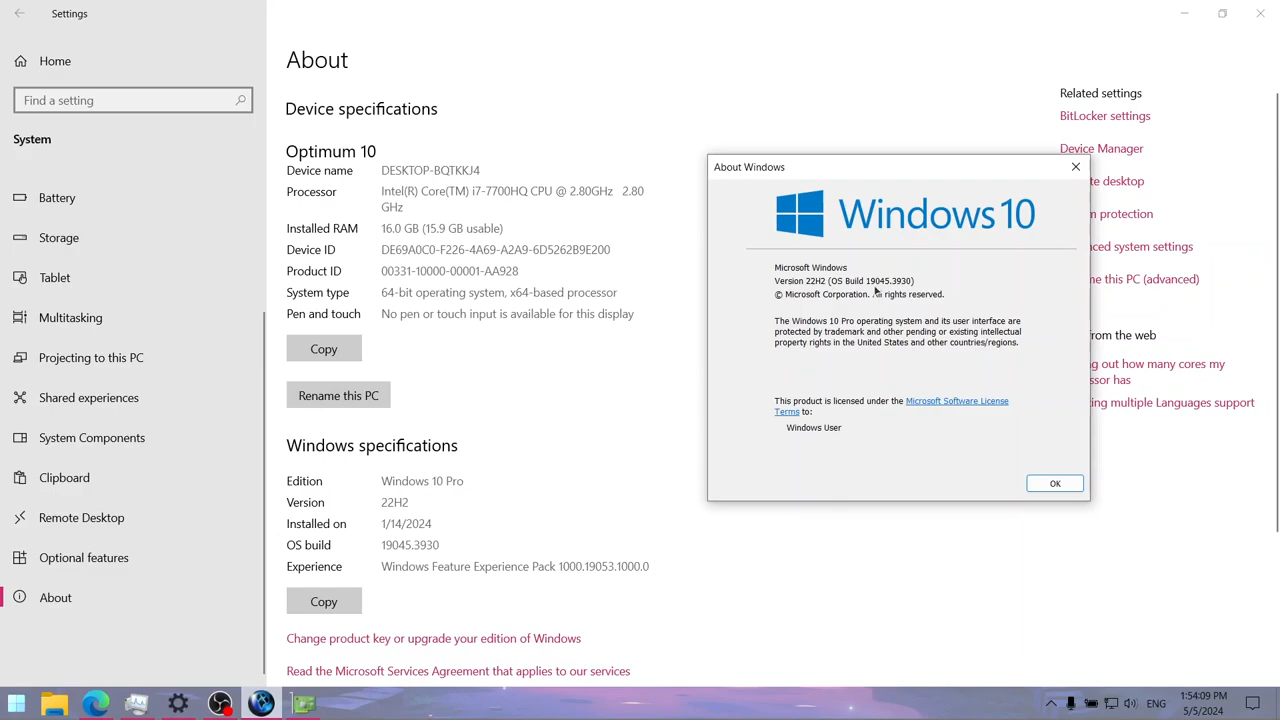 Settings
Home
Find a setting
System
Battery
Storage
Tablet
Multitasking
Projecting to this PC
Shared experiences
System Components
Clipboard
Remote Desktop
Optional features
About
About
Device specifications
Optimum 10
Device name DESKTOP-BQTKKJ4
Processor Intel(R) Core(TM) i7-7700HQ CPU @ 2.80GHz 2.80
GHz
Installed RAM 16.0 GB (15.9 GB usable)
Device ID DE69A0C0-F226-4A69-A2A9-6D5262B9E200
Product ID 00331-10000-00001-AA928
System type 64-bit operating system, x64-based processor
Pen and touch No pen or touch input is available for this display
Copy
Rename this PC
Windows specifications
Edition Windows 10 Pro
Version 22H2
Installed on 1/14/2024
OS build 19045.3930
Experience Windows Feature Experience Pack 1000.19053.1000.0
Copy
Change product key or upgrade your edition of Windows
Read the Microsoft Services Agreement that applies to our services
About Windows
Windows 10
Microsoft Windows
Version 22H2 (OS Build 19045.3930)
© Microsoft Corporation. All rights reserved.
The Windows 10 Pro operating system and its user interface are
protected by trademark and other pending or existing intellectual
property rights in the United States and other countries/regions.
This product is licensed under the Microsoft Software License
Terms to:
Windows User
OK
Related settings
BitLocker settings
Device Manager
te desktop
m protection
ced system settings
me this PC (advanced)
from the web
g out how many cores my
ssor has
ing multiple Languages support
ENG
1:54:09 PM
5/5/2024